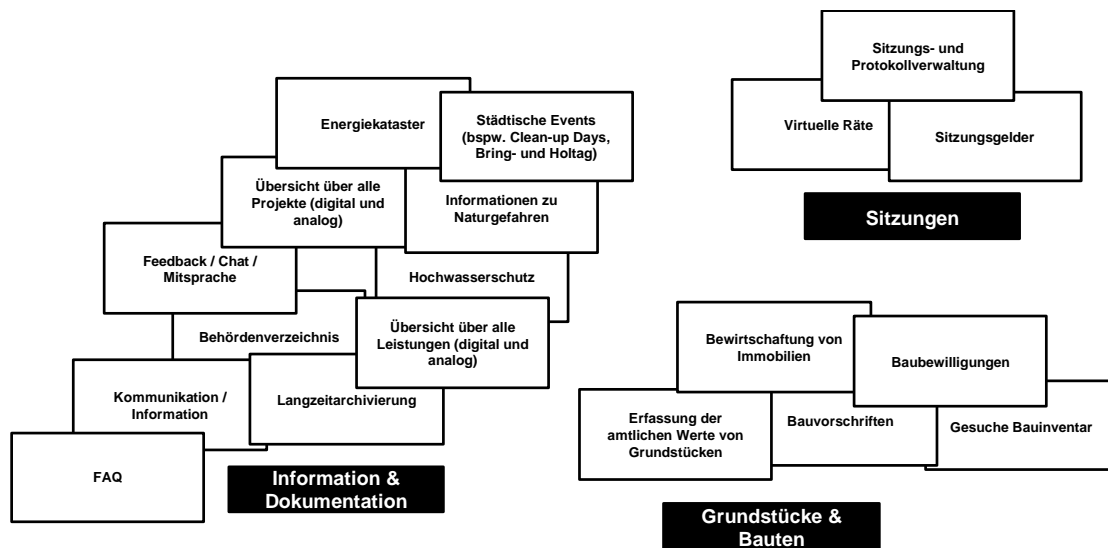 Energiekataster
Städtische Events
(bspw. Clean-up Days,
Bring- und Holtag)
Übersicht über alle
Projekte (digital und
analog)
Informationen zu
Naturgefahren
Feedback / Chat /
Mitsprache
Hochwasserschutz
Behördenverzeichnis
Übersicht über alle
Leistungen (digital und
analog)
Kommunikation /
Information
Langzeitarchivierung
FAQ
Information &
Dokumentation
Sitzungs- und
Protokollverwaltung
Virtuelle Räte
Sitzungsgelder
Sitzungen
Bewirtschaftung von
Immobilien
Baubewilligungen
Erfassung der
amtlichen Werte von
Grundstücken
Bauvorschriften
Gesuche Bauinventar
Grundstücke &
Bauten